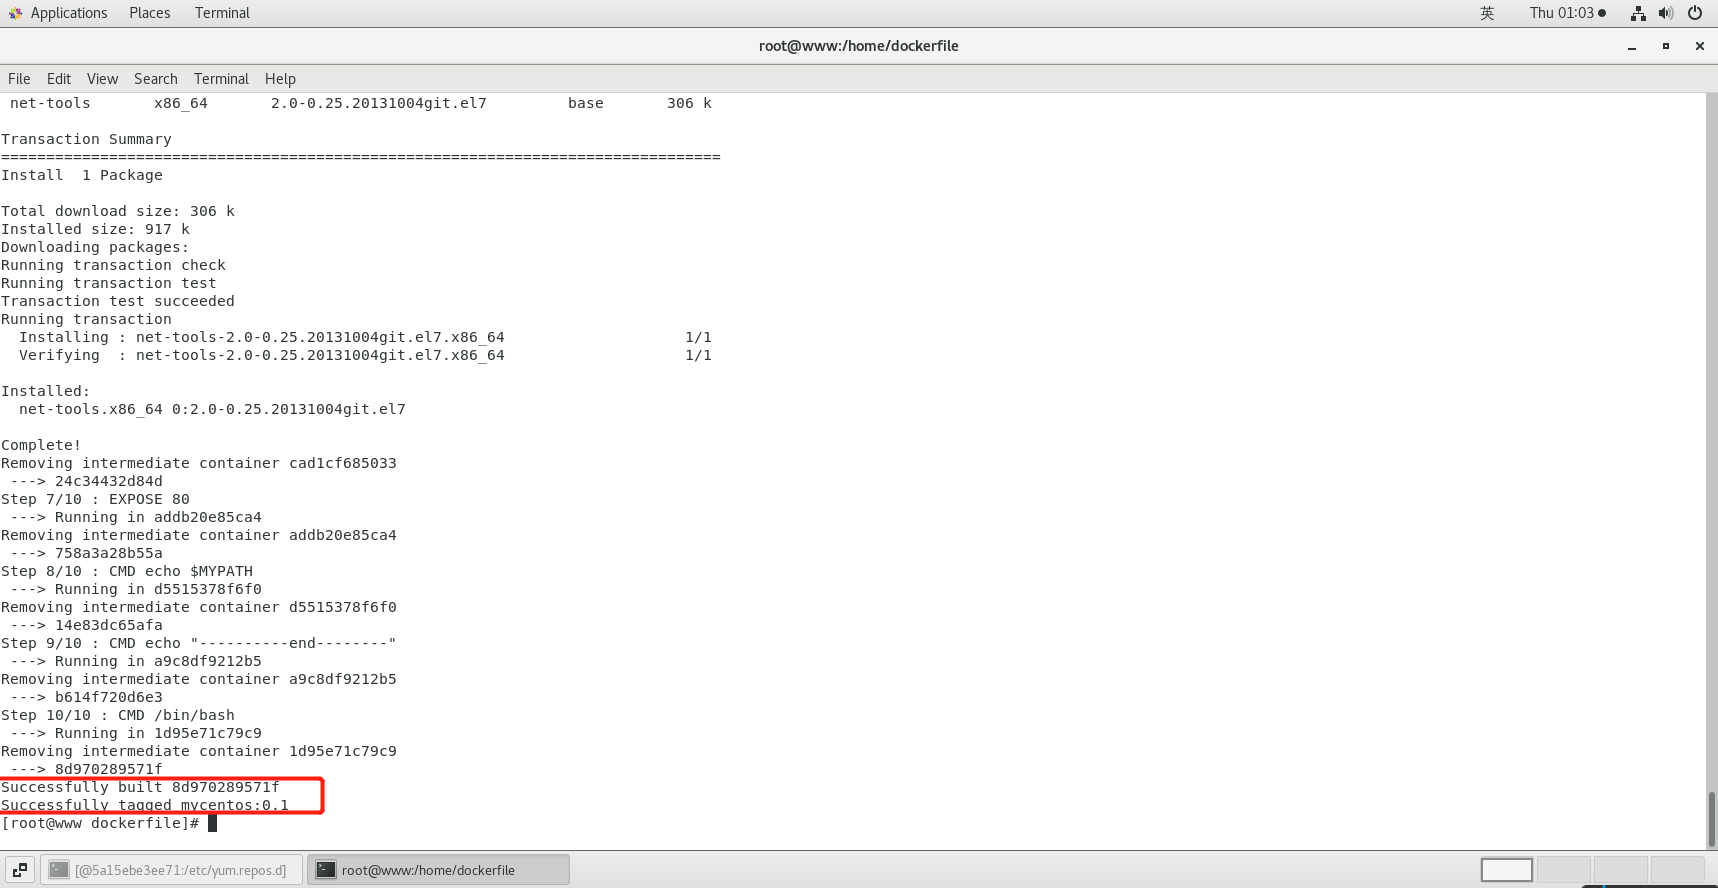 Applications Places Terminal 英 Thu 01:03
root@www:/home/dockerfile
File Edit View Search Terminal Help
net-tools x86_64 2.0-0.25.20131004git.el7 base 306 k
Transaction Summary
================================================================================
Install 1 Package
Total download size: 306 k
Installed size: 917 k
Downloading packages:
Running transaction check
Running transaction test
Transaction test succeeded
Running transaction
Installing : net-tools-2.0-0.25.20131004git.el7.x86_64 1/1
Verifying : net-tools-2.0-0.25.20131004git.el7.x86_64 1/1
Installed:
net-tools.x86_64 0:2.0-0.25.20131004git.el7
Complete!
Removing intermediate container cad1cf685033
---> 24c34432d84d
Step 7/10 : EXPOSE 80
---> Running in addb20e85ca4
Removing intermediate container addb20e85ca4
---> 758a3a28b55a
Step 8/10 : CMD echo $MYPATH
---> Running in d5515378f6f0
Removing intermediate container d5515378f6f0
---> 14e83dc65afa
Step 9/10 : CMD echo "----------end--------"
---> Running in a9c8df9212b5
Removing intermediate container a9c8df9212b5
---> b614f720d6e3
Step 10/10 : CMD /bin/bash
---> Running in 1d95e71c79c9
Removing intermediate container 1d95e71c79c9
---> 8d970289571f
Successfully built 8d970289571f
Successfully tagged mycentos:0.1
[root@www dockerfile]#
[@5a15ebe3ee71:/etc/yum.repos.d] root@www:/home/dockerfile